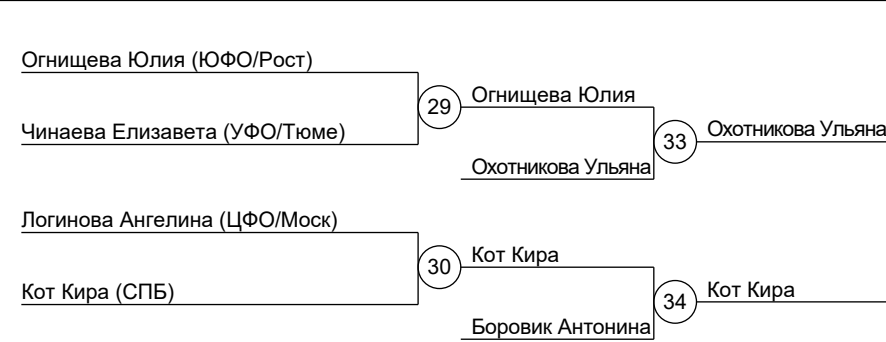 Огнищева Юлия (ЮФО/Рост)
29
Огнищева Юлия
Чинаева Елизавета (УФО/Тюме)
33
Охотникова Ульяна
Охотникова Ульяна
Логинова Ангелина (ЦФО/Моск)
30
Кот Кира
Кот Кира (СПБ)
34
Кот Кира
Боровик Антонина